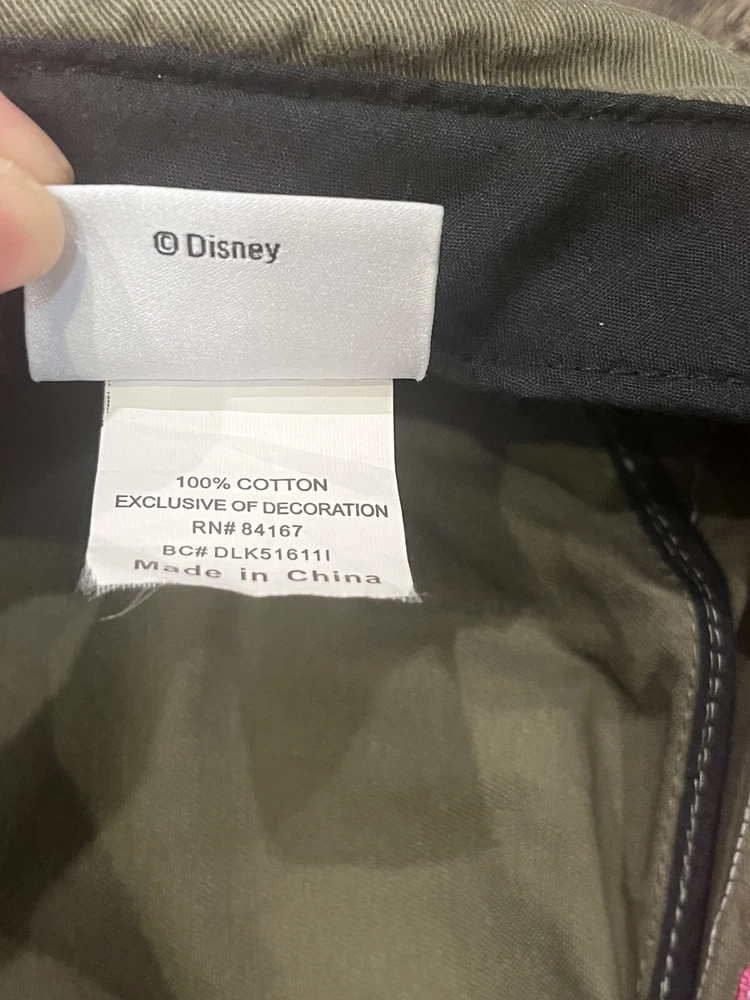 © Disney
100% COTTON
EXCLUSIVE OF DECORATION
RN# 84167
BC# DLK51611I
Made in China